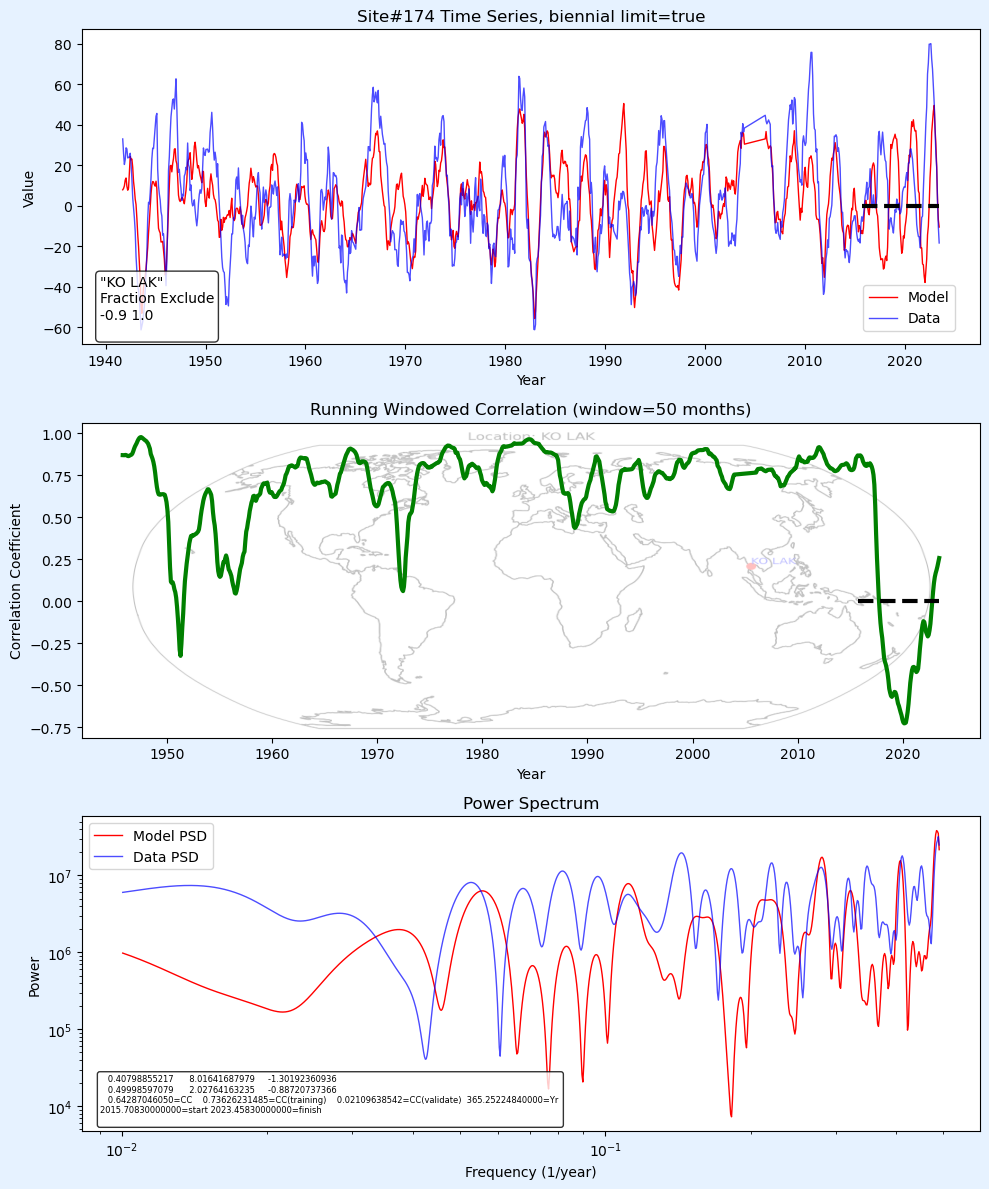 Site#174 Time Series, biennial limit=true
Value
80
60
40
20
0
−20
−40
−60
"KO LAK"
Fraction Exclude
-0.9 1.0
Model
Data
1940 1950 1960 1970 1980 1990 2000 2010 2020
Year
Running Windowed Correlation (window=50 months)
Location: KO LAK
Correlation Coefficient
1.00
0.75
0.50
0.25
0.00
−0.25
−0.50
−0.75
KO LAK
1950 1960 1970 1980 1990 2000 2010 2020
Year
Power Spectrum
Model PSD
Data PSD
Power
10⁷
10⁶
10⁵
10⁴
0.40798855217 8.01641687979 -1.30192360936
0.49998597079 2.02764163235 -0.88720737366
0.64287046050=CC 0.73626231485=CC(training) 0.02109638542=CC(validate) 365.25224840000=Yr
2015.70830000000=start 2023.45830000000=finish
10⁻² 10⁻¹
Frequency (1/year)